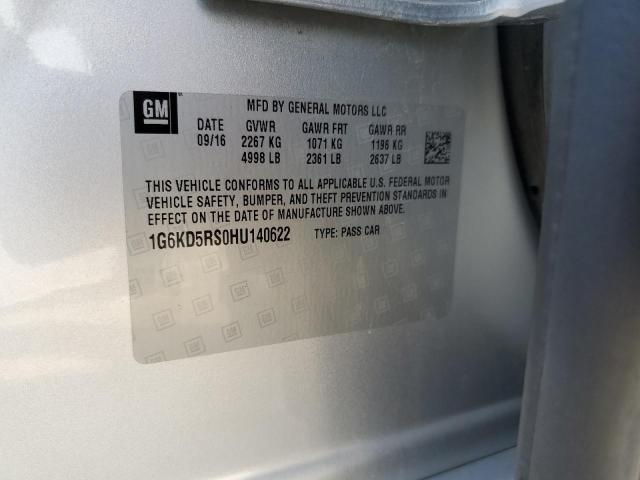 GM
MFD BY GENERAL MOTORS LLC
DATE GVWR GAWR FRT GAWR RR
09/16 2267 KG 1071 KG 1196 KG
4998 LB 2361 LB 2637 LB
THIS VEHICLE CONFORMS TO ALL APPLICABLE U.S. FEDERAL MOTOR
VEHICLE SAFETY, BUMPER, AND THEFT PREVENTION STANDARDS IN
EFFECT ON THE DATE OF MANUFACTURE SHOWN ABOVE.
1G6KD5RS0HU140622 TYPE: PASS CAR